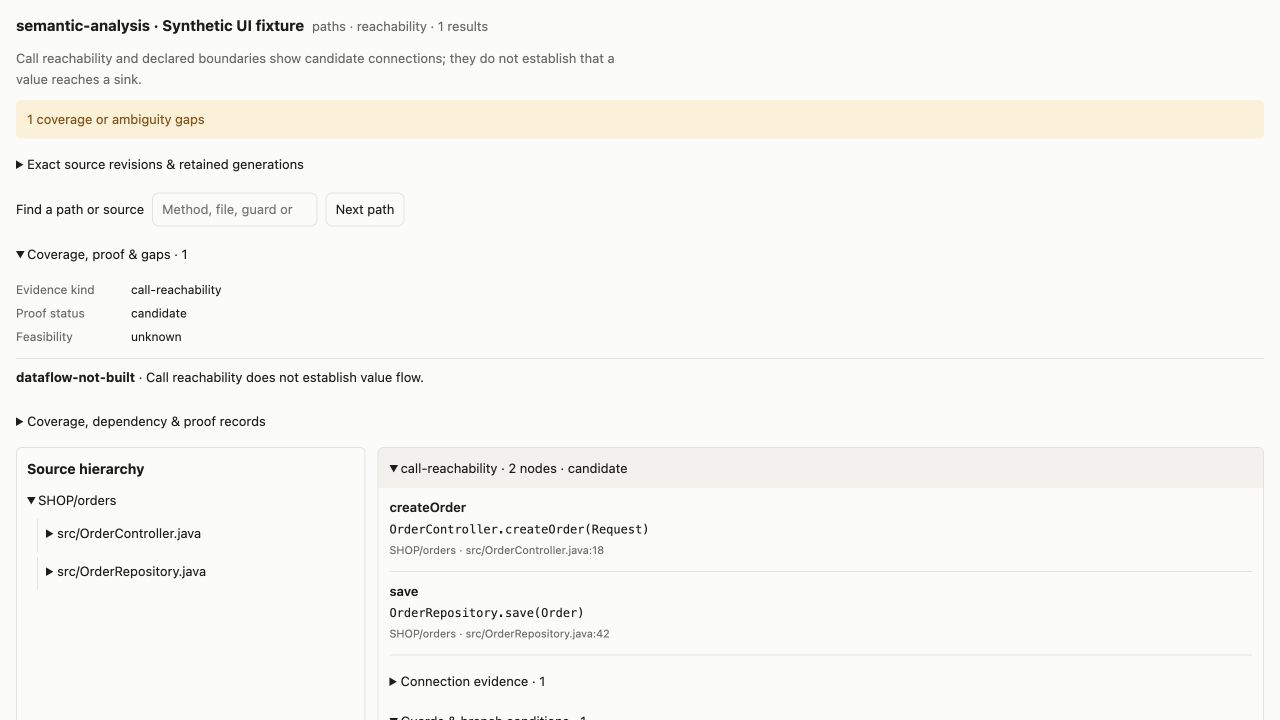 semantic-analysis · Synthetic UI fixture paths · reachability · 1 results
Call reachability and declared boundaries show candidate connections; they do not establish that a
value reaches a sink.
1 coverage or ambiguity gaps
Exact source revisions & retained generations
Find a path or source Method, file, guard or Next path
Coverage, proof & gaps · 1
Evidence kind call-reachability
Proof status candidate
Feasibility unknown
dataflow-not-built · Call reachability does not establish value flow.
Coverage, dependency & proof records
Source hierarchy
SHOP/orders
src/OrderController.java
src/OrderRepository.java
call-reachability · 2 nodes · candidate
createOrder
OrderController.createOrder(Request)
SHOP/orders · src/OrderController.java:18
save
OrderRepository.save(Order)
SHOP/orders · src/OrderRepository.java:42
Connection evidence · 1
Guards & branch conditions · 1